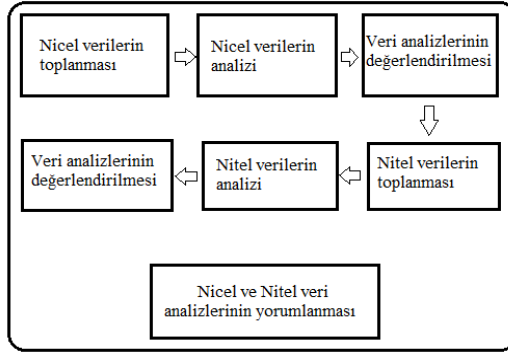 Nicel verilerin
toplanması
Nicel verilerin
analizi
Veri analizlerinin
değerlendirilmesi
Nitel verilerin
toplanması
Nitel verilerin
analizi
Veri analizlerinin
değerlendirilmesi
Nicel ve Nitel veri
analizlerinin yorumlanması